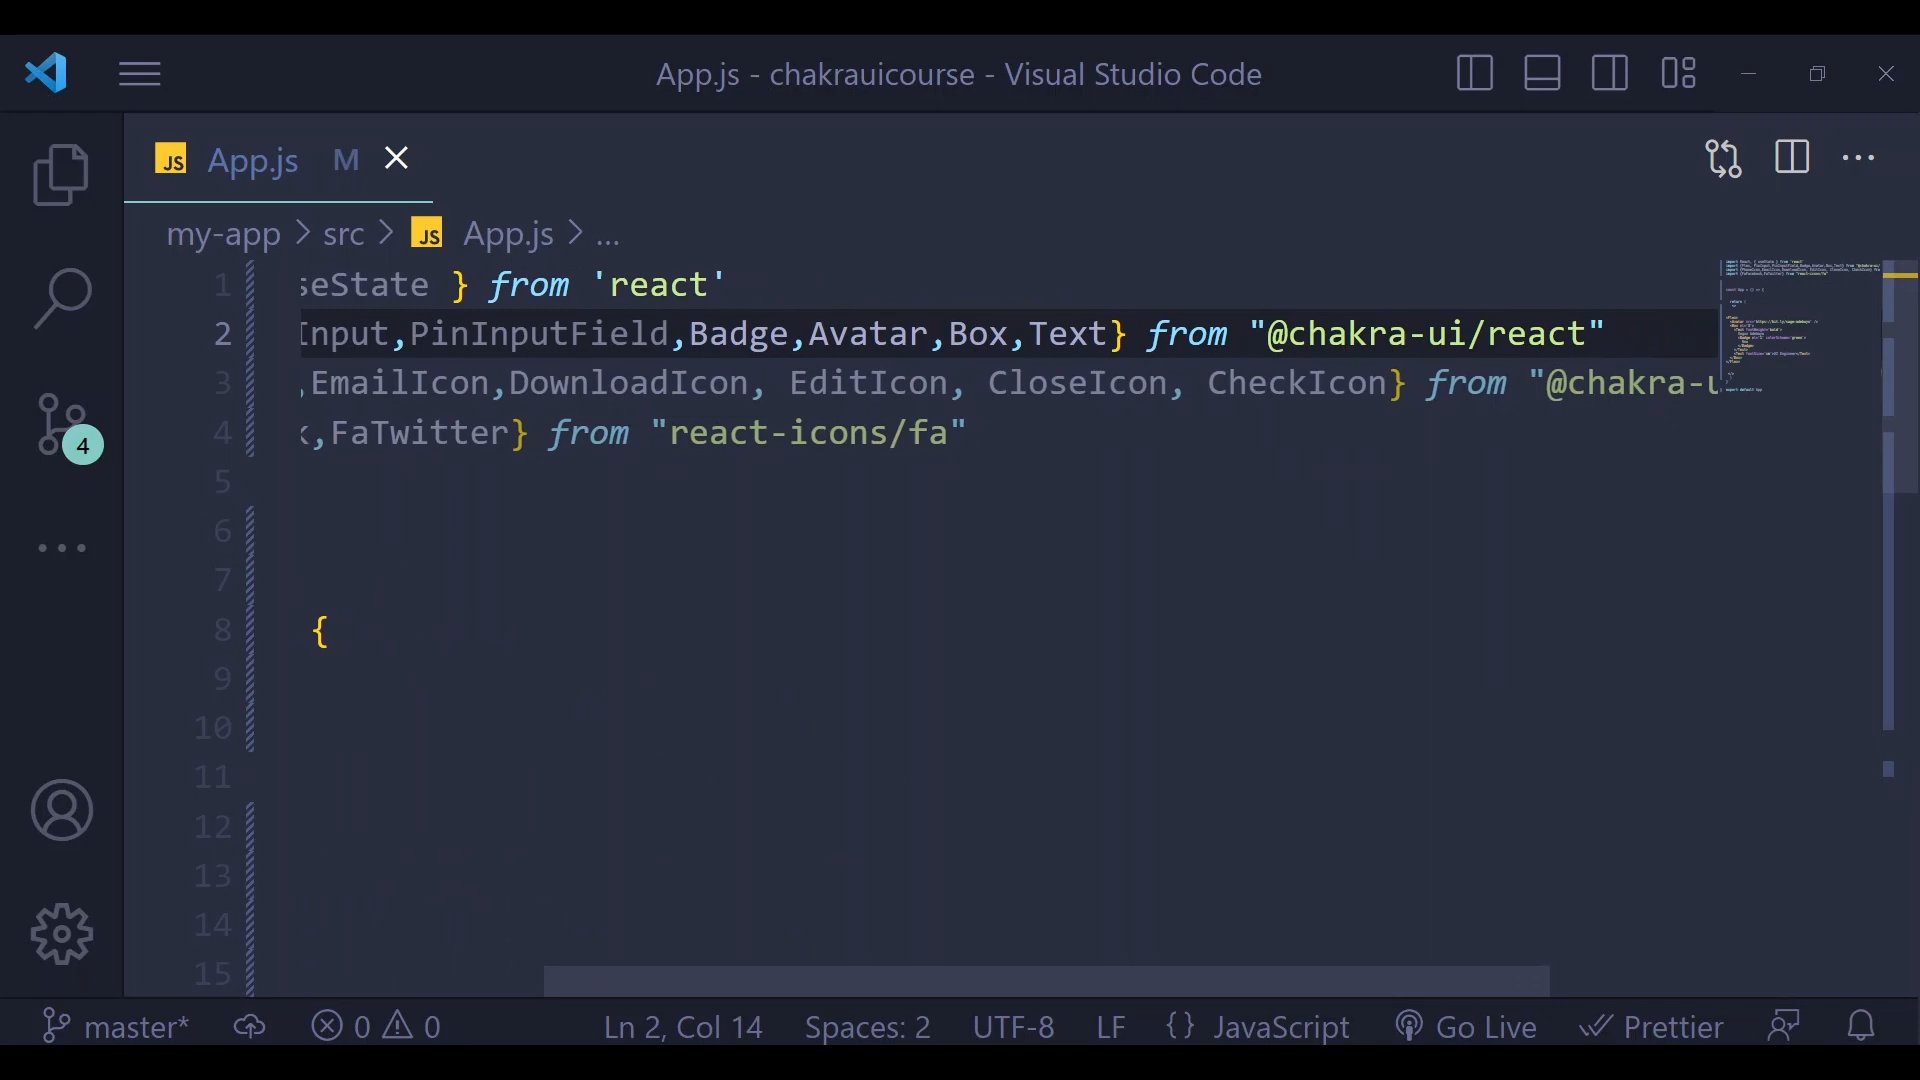 App.js - chakrauicourse - Visual Studio Code
JS App.js M
my-app > src > JS App.js > ...
1 seState } from 'react'
2 Input,PinInputField,Badge,Avatar,Box,Text} from "@chakra-ui/react"
3 ,EmailIcon,DownloadIcon, EditIcon, CloseIcon, CheckIcon} from "@chakra-u
4 k,FaTwitter} from "react-icons/fa"
5
6
7
8 {
9
10
11
12
13
14
15
4
master* 0 0 Ln 2, Col 14 Spaces: 2 UTF-8 LF {} JavaScript Go Live Prettier